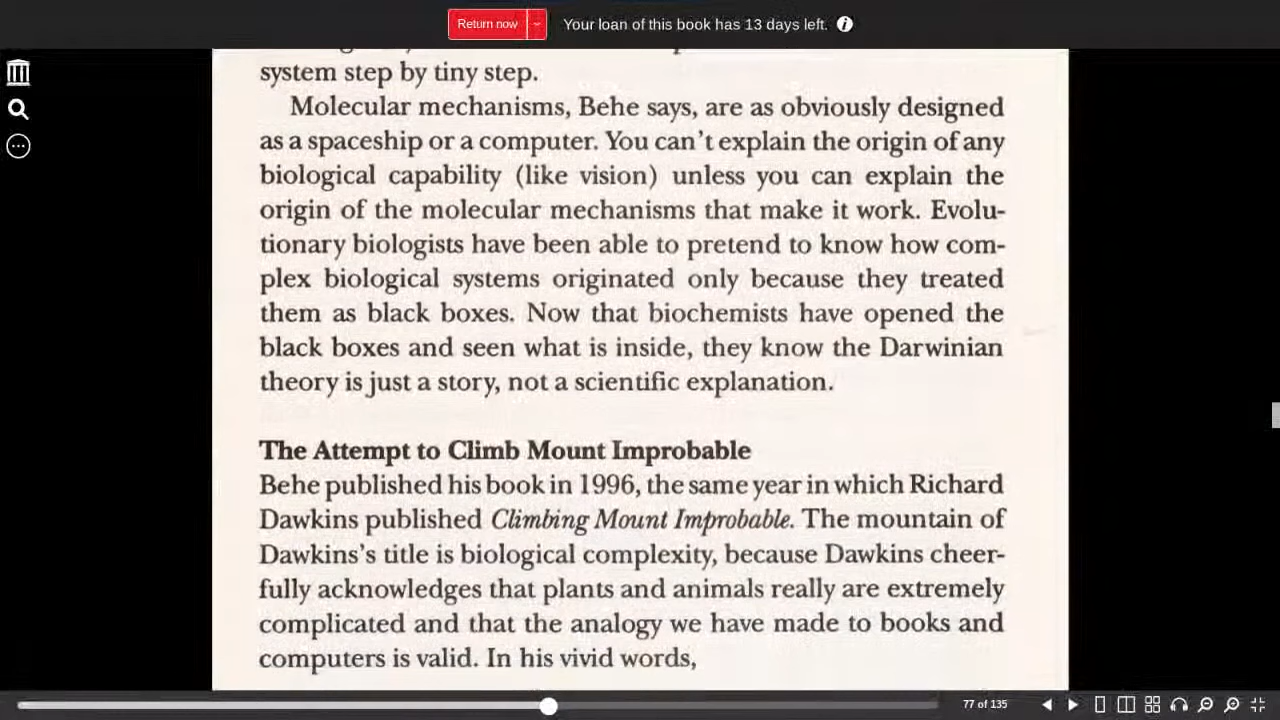 Return now
Your loan of this book has 13 days left.
system step by tiny step.
Molecular mechanisms, Behe says, are as obviously designed
as a spaceship or a computer. You can't explain the origin of any
biological capability (like vision) unless you can explain the
origin of the molecular mechanisms that make it work. Evolu-
tionary biologists have been able to pretend to know how com-
plex biological systems originated only because they treated
them as black boxes. Now that biochemists have opened the
black boxes and seen what is inside, they know the Darwinian
theory is just a story, not a scientific explanation.
The Attempt to Climb Mount Improbable
Behe published his book in 1996, the same year in which Richard
Dawkins published Climbing Mount Improbable. The mountain of
Dawkins's title is biological complexity, because Dawkins cheer-
fully acknowledges that plants and animals really are extremely
complicated and that the analogy we have made to books and
computers is valid. In his vivid words,
77 of 135